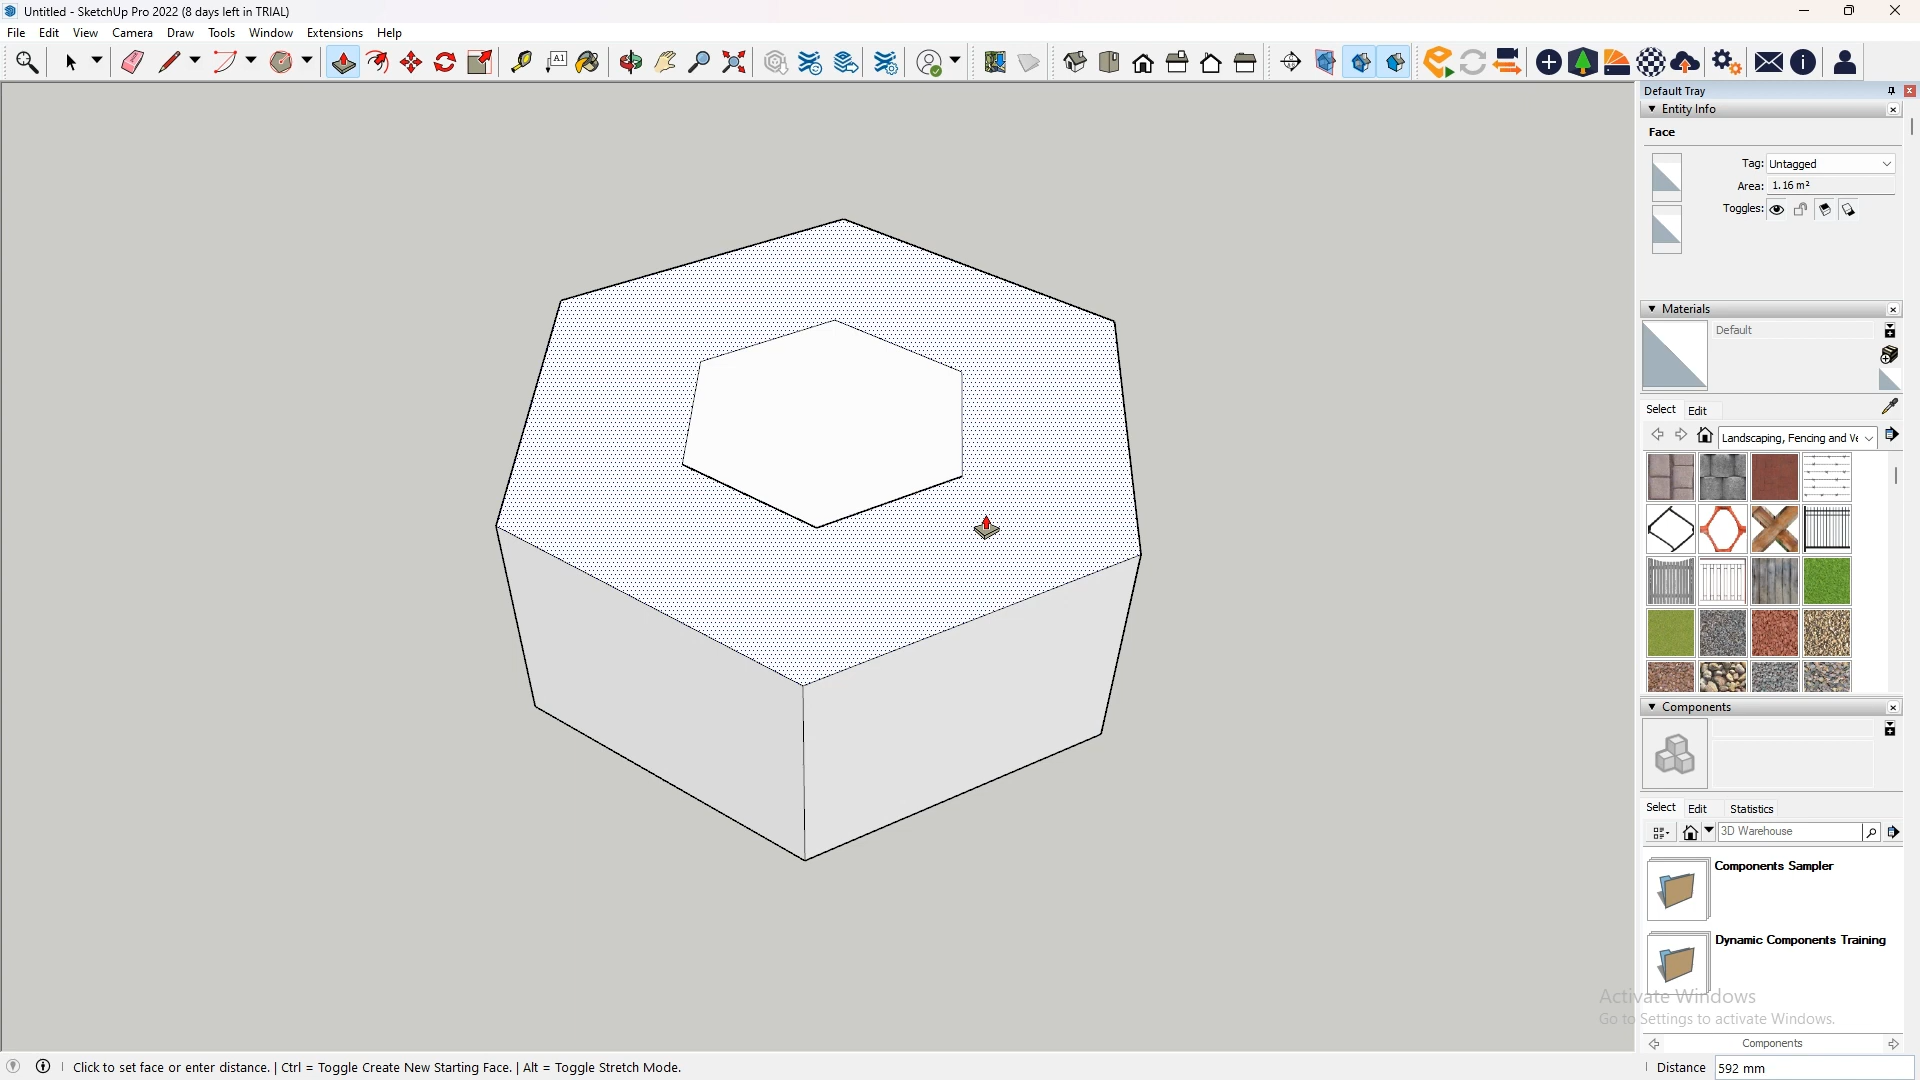 Untitled - SketchUp Pro 2022 (8 days left in TRIAL)
File Edit View Camera Draw Tools Window Extensions Help
A1
Default Tray
Entity Info
Face
Tag: Untagged
Area: 1.16 m²
Toggles:
Materials
Default
Select Edit
Landscaping, Fencing and Ve
Components
Select Edit Statistics
3D Warehouse
Components Sampler
Dynamic Components Training
Activate Windows
Go to Settings to activate Windows.
Components
Click to set face or enter distance. | Ctrl = Toggle Create New Starting Face. | Alt = Toggle Stretch Mode.
Distance 592 mm